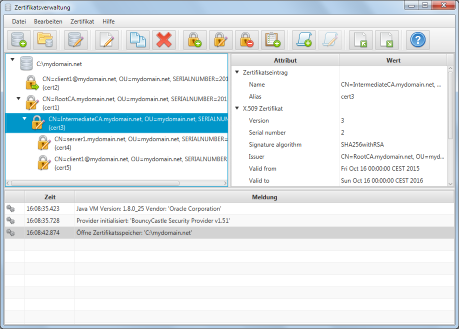 Zertifikatsverwaltung
Datei Bearbeiten Zertifikat Hilfe
C:\mydomain.net
CN=client1@mydomain.net, OU=mydomain.net, SERIALNUMBER=201
(cert2)
CN=RootCA.mydomain.net, OU=mydomain.net, SERIALNUMBER=201
(cert1)
CN=IntermediateCA.mydomain.net, OU=mydomain.net, SERIALNUM
(cert3)
CN=server1.mydomain.net, OU=mydomain.net, SERIALNUMBER
(cert4)
CN=client1@mydomain.net, OU=mydomain.net, SERIALNUMBER
(cert5)
Attribut Wert
Zertifikatseintrag
Name CN=IntermediateCA.mydomain.net, ...
Alias cert3
X.509 Zertifikat
Version 3
Serial number 2
Signature algorithm SHA256withRSA
Issuer CN=RootCA.mydomain.net, OU=myd...
Valid from Fri Oct 16 00:00:00 CEST 2015
Valid to Sun Oct 16 00:00:00 CEST 2016
Zeit Meldung
16:08:35.423 Java VM Version: 1.8.0_25 Vendor: 'Oracle Corporation'
16:08:35.728 Provider initialisiert: 'BouncyCastle Security Provider v1.51'
16:08:42.874 Öffne Zertifikatsspeicher: 'C:\mydomain.net'